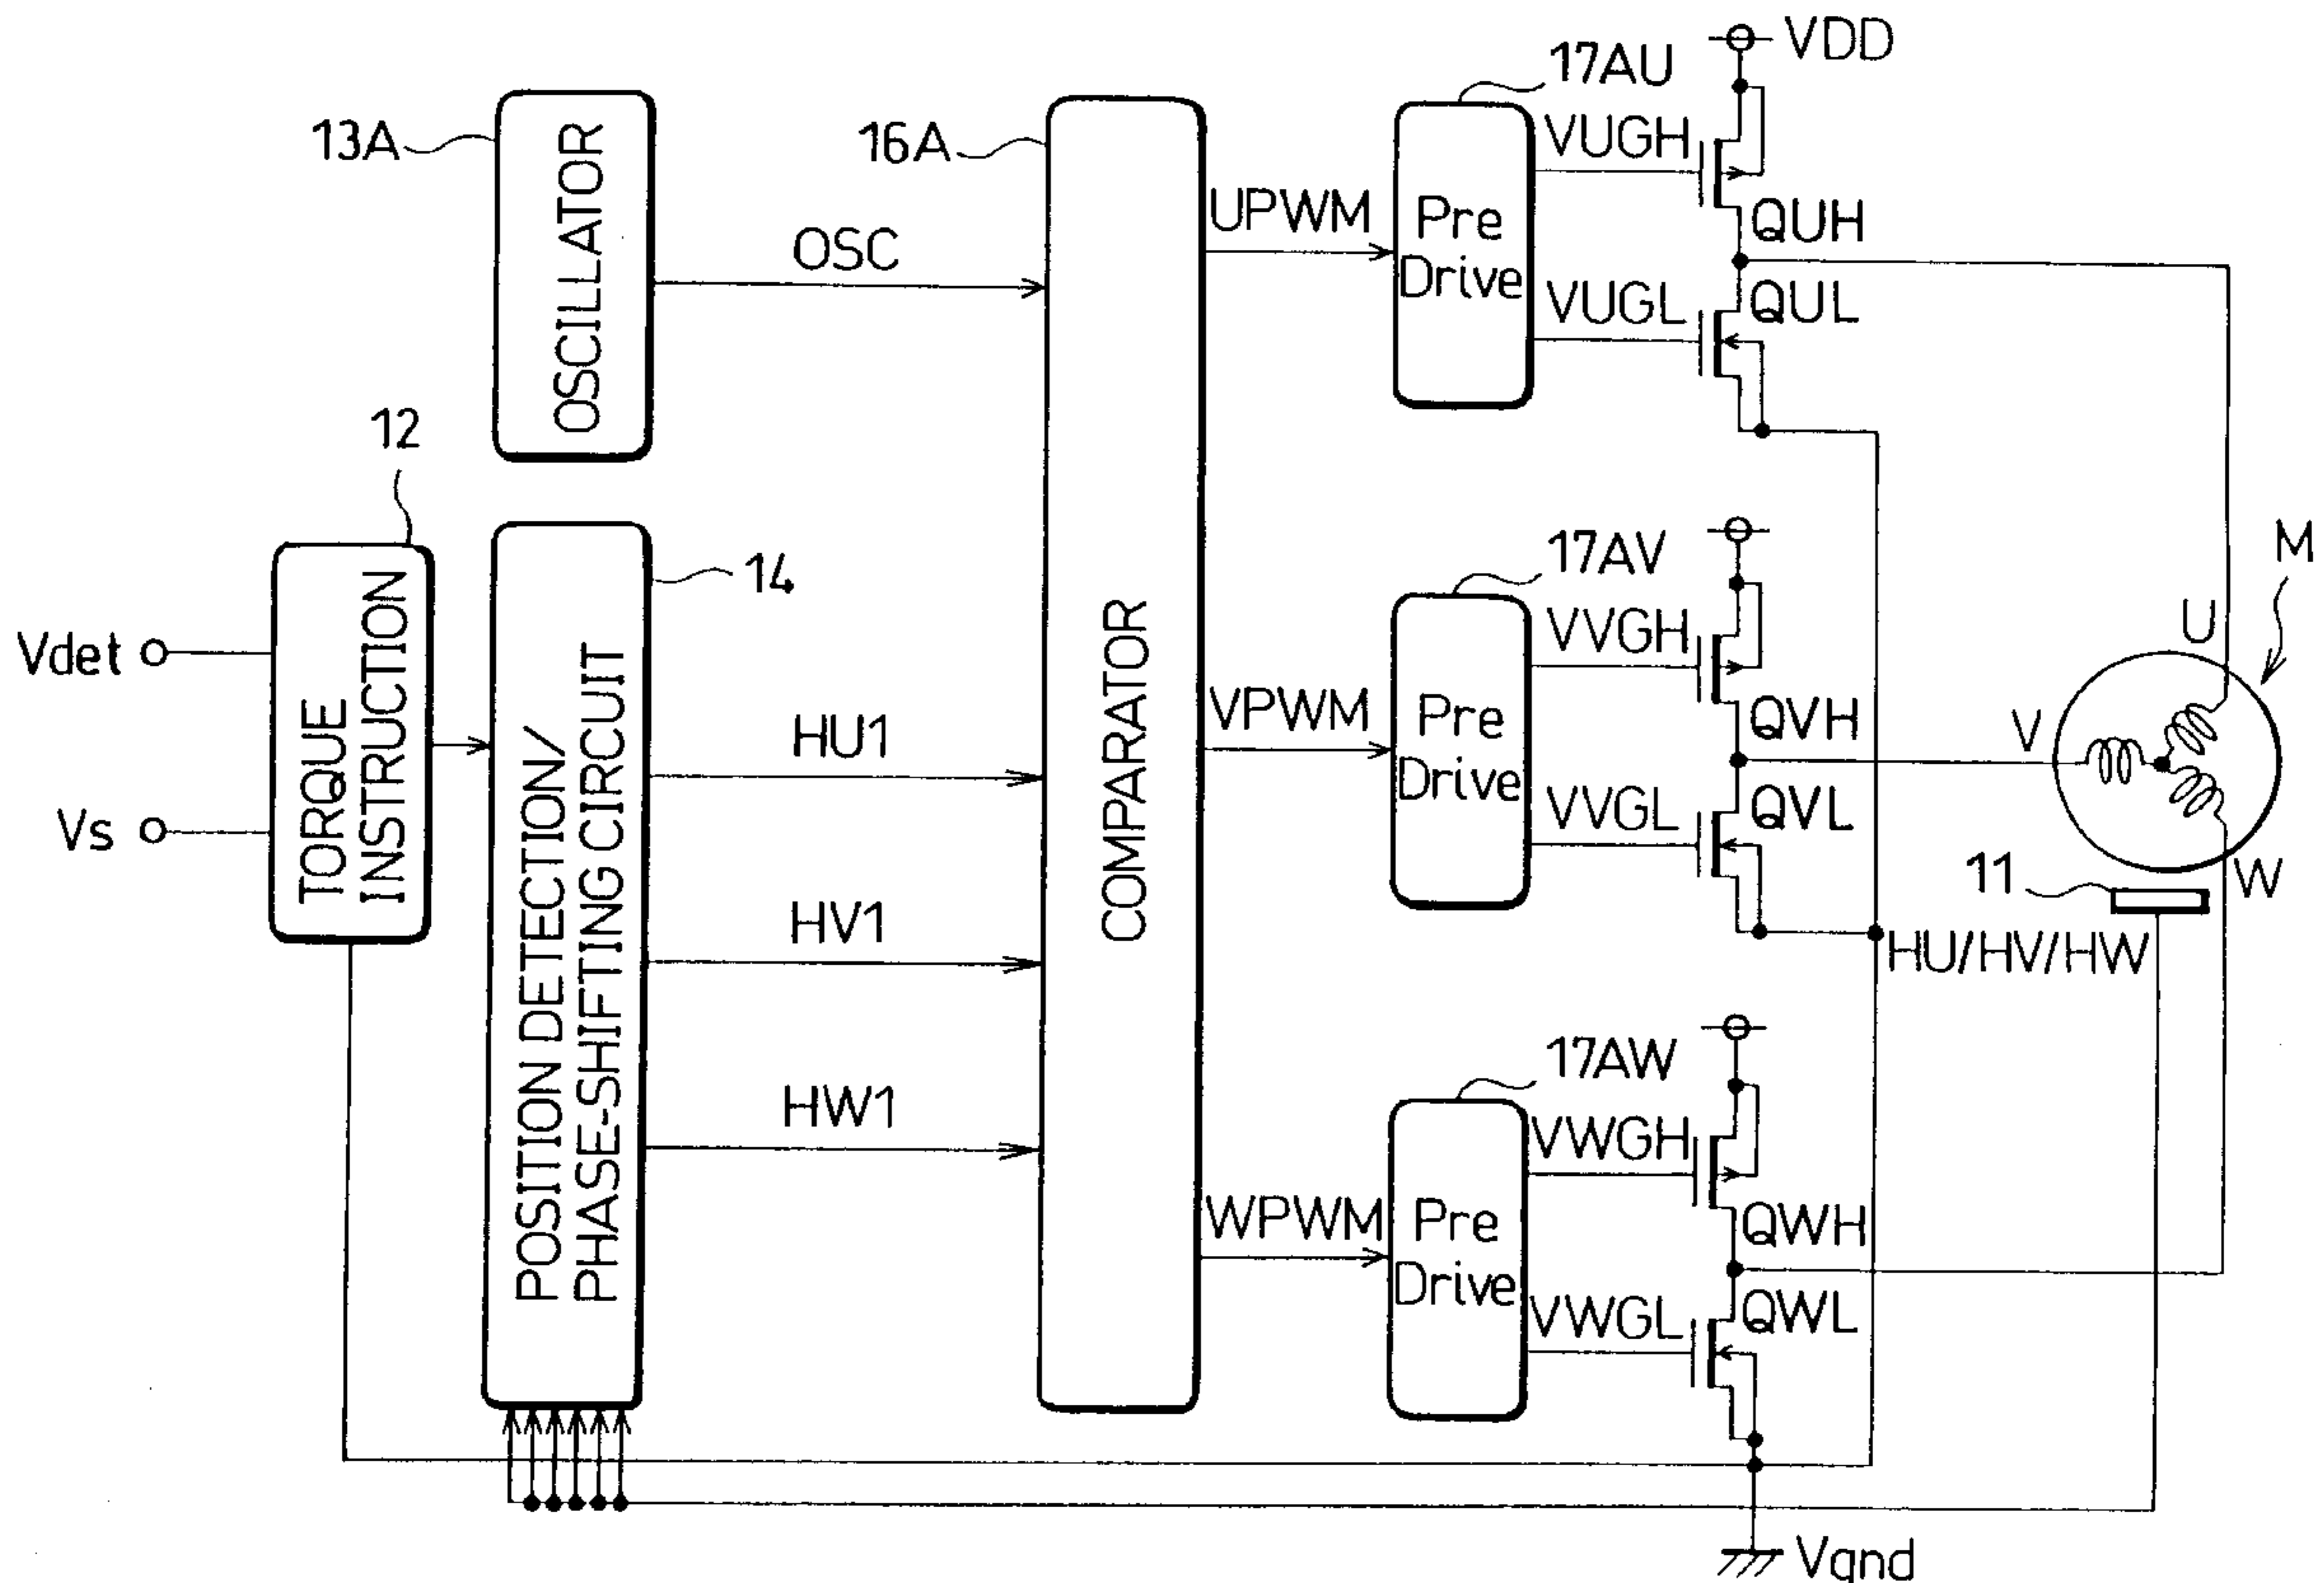 VDD
17AU
13A
OSCILLATOR
16A
VUGH
UPWM
Pre
Drive
QUH
OSC
VUGL
QUL
12
17AV
M
14
TORQUE
INSTRUCTION
POSITION DETECTION/
PHASE-SHIFTING CIRCUIT
COMPARATOR
Vdet
VVGH
U
HU1
VPWM
Pre
Drive
QVH
V
Vs
VVGL
QVL
11
W
HV1
HU/HV/HW
17AW
HW1
VWGH
WPWM
Pre
Drive
QWH
VWGL
QWL
Vgnd